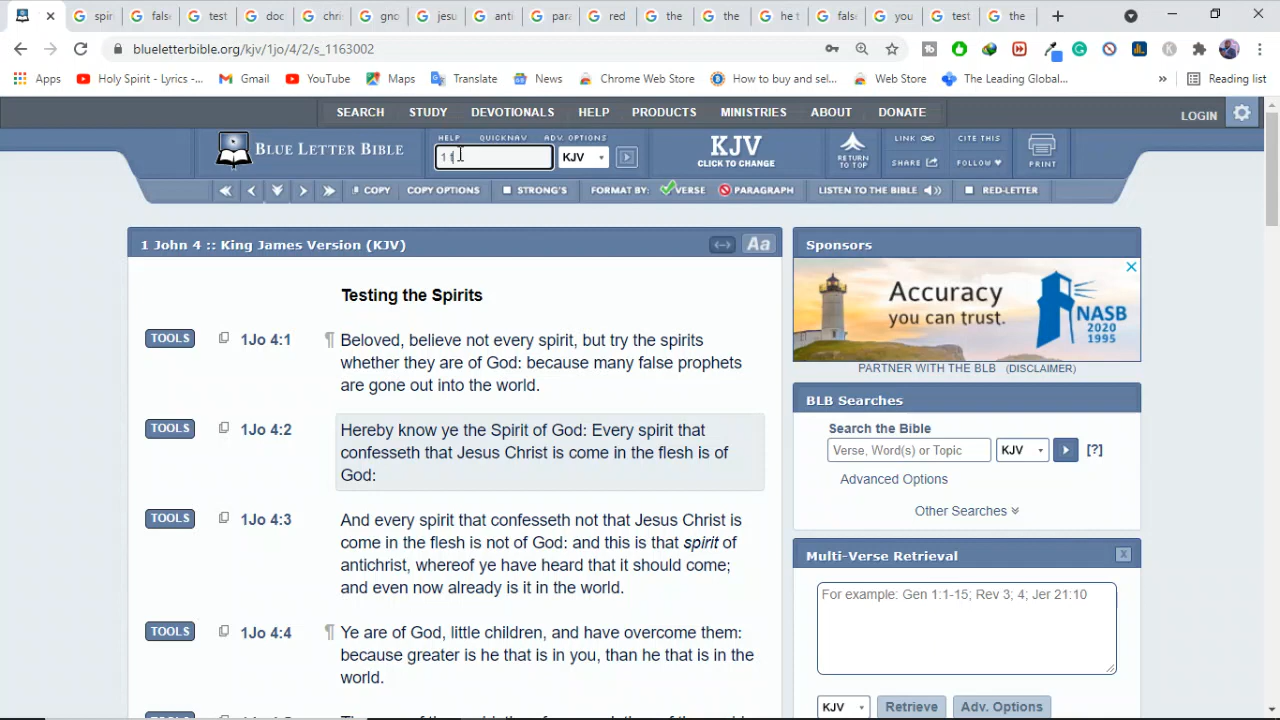 spiri
false
test
doc
chris
gno
jesu
anti
para
red
the
the
he t
false
you
test
the
blueletterbible.org/kjv/1jo/4/2/s_1163002
Apps
Holy Spirit - Lyrics -...
Gmail
YouTube
Maps
Translate
News
Chrome Web Store
How to buy and sel...
Web Store
The Leading Global...
»
Reading list
SEARCH STUDY DEVOTIONALS HELP PRODUCTS MINISTRIES ABOUT DONATE
LOGIN
HELP QUICKNAV ADV. OPTIONS
BLUE LETTER BIBLE
KJV
KJV
CLICK TO CHANGE
RETURN TO TOP
LINK
CITE THIS
SHARE
FOLLOW
PRINT
COPY COPY OPTIONS STRONG'S FORMAT BY: VERSE PARAGRAPH LISTEN TO THE BIBLE RED-LETTER
1 John 4 :: King James Version (KJV)
Aa
Testing the Spirits
TOOLS 1Jo 4:1 ¶ Beloved, believe not every spirit, but try the spirits
whether they are of God: because many false prophets
are gone out into the world.
TOOLS 1Jo 4:2 Hereby know ye the Spirit of God: Every spirit that
confesseth that Jesus Christ is come in the flesh is of
God:
TOOLS 1Jo 4:3 And every spirit that confesseth not that Jesus Christ is
come in the flesh is not of God: and this is that spirit of
antichrist, whereof ye have heard that it should come;
and even now already is it in the world.
TOOLS 1Jo 4:4 ¶ Ye are of God, little children, and have overcome them:
because greater is he that is in you, than he that is in the
world.
Sponsors
Accuracy
you can trust.
NASB
2020
1995
PARTNER WITH THE BLB (DISCLAIMER)
BLB Searches
Search the Bible
Verse, Word(s) or Topic KJV [?]
Advanced Options
Other Searches
Multi-Verse Retrieval X
For example: Gen 1:1-15; Rev 3; 4; Jer 21:10
KJV Retrieve Adv. Options